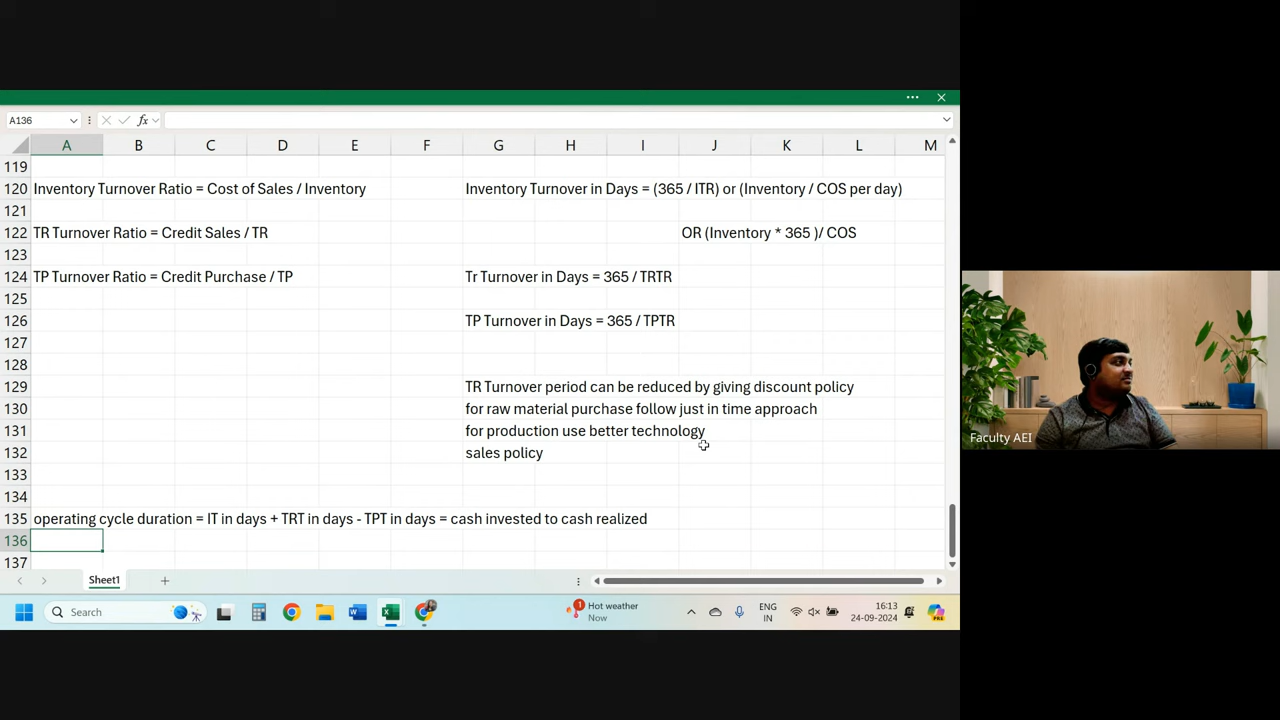 A136
fx
A B C D E F G H I J K L M
119
120 Inventory Turnover Ratio = Cost of Sales / Inventory Inventory Turnover in Days = (365 / ITR) or (Inventory / COS per day)
121
122 TR Turnover Ratio = Credit Sales / TR OR (Inventory * 365 )/ COS
123
124 TP Turnover Ratio = Credit Purchase / TP Tr Turnover in Days = 365 / TRTR
125
126 TP Turnover in Days = 365 / TPTR
127
128
129 TR Turnover period can be reduced by giving discount policy
130 for raw material purchase follow just in time approach
131 for production use better technology
132 sales policy
133
134
135 operating cycle duration = IT in days + TRT in days - TPT in days = cash invested to cash realized
136
137
Sheet1
Faculty AEI
Search
1 Hot weather
Now
ENG
IN
16:13
24-09-2024
PRE